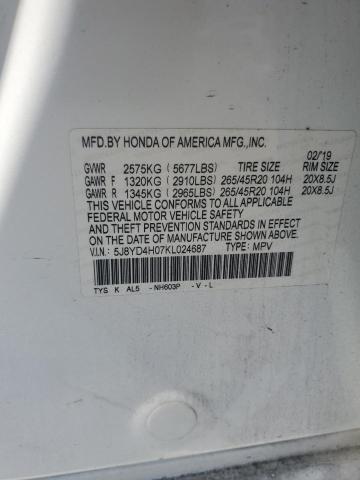 MFD.BY HONDA OF AMERICA MFG.,INC.
02/'19
GVWR 2575KG (5677LBS) TIRE SIZE RIM SIZE
GAWR F 1320KG (2910LBS) 265/45R20 104H 20X8.5J
GAWR R 1345KG (2965LBS) 265/45R20 104H 20X8.5J
THIS VEHICLE CONFORMS TO ALL APPLICABLE
FEDERAL MOTOR VEHICLE SAFETY
AND THEFT PREVENTION STANDARDS IN EFFECT
ON THE DATE OF MANUFACTURE SHOWN ABOVE.
V.I.N: 5J8YD4H07KL024687 TYPE: MPV
TYS K AL5 -NH603P -V-L